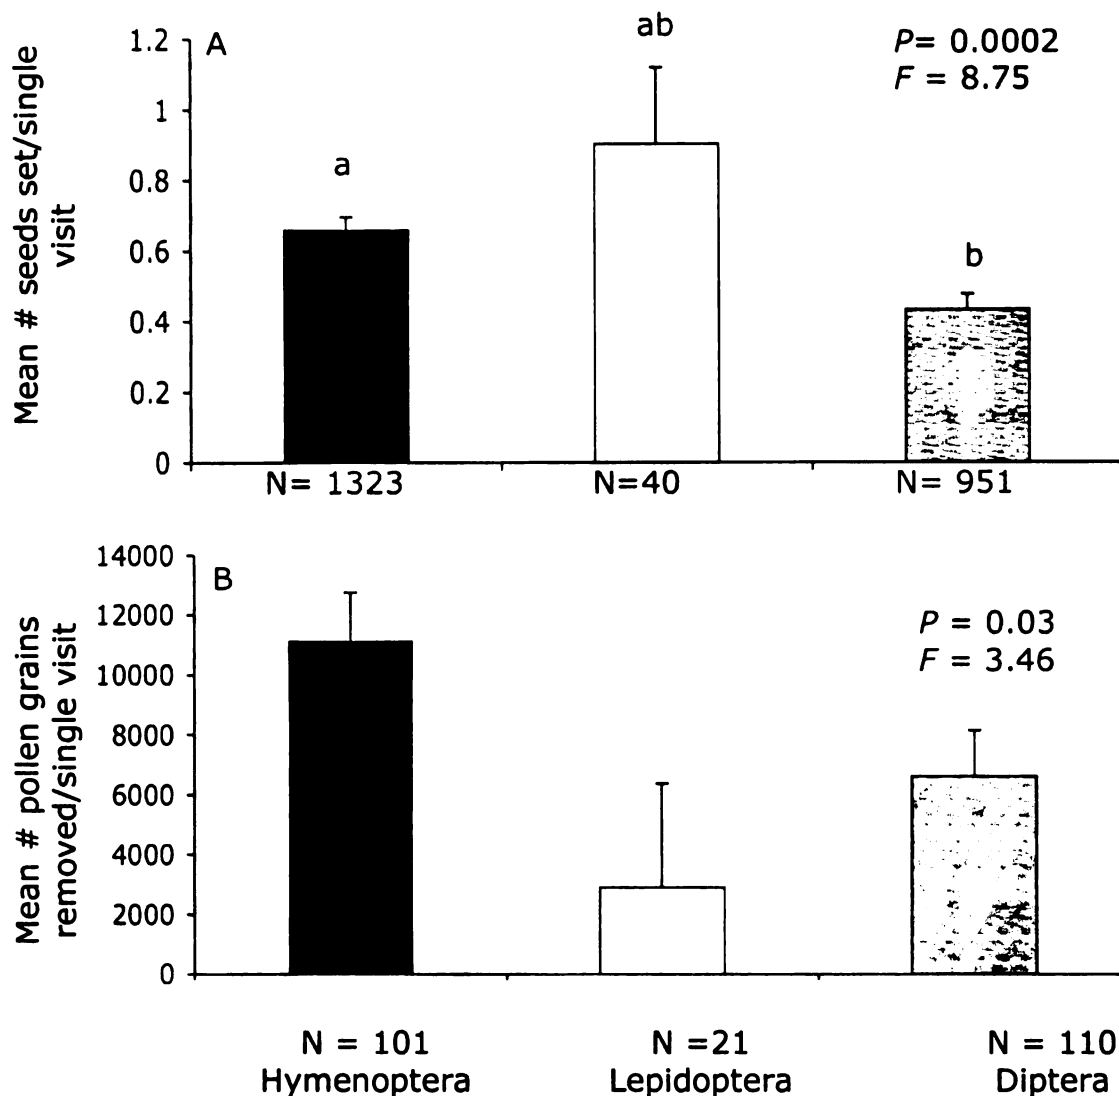 Mean # seeds set/single
visit
1.2
1
0.8
0.6
0.4
0.2
0
A
a
ab
b
P= 0.0002
F = 8.75
N= 1323
N=40
N= 951
Mean # pollen grains
removed/single visit
14000
12000
10000
8000
6000
4000
2000
0
B
P = 0.03
F = 3.46
N = 101
N =21
N = 110
Hymenoptera
Lepidoptera
Diptera